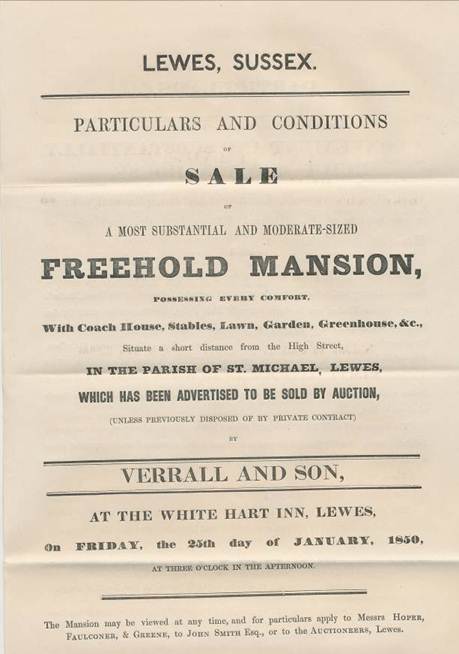 LEWES, SUSSEX.
PARTICULARS AND CONDITIONS
OF
SALE
OF
A MOST SUBSTANTIAL AND MODERATE-SIZED
FREEHOLD MANSION,
POSSESSING EVERY COMFORT,
With Coach House, Stables, Lawn, Garden, Greenhouse, &c.,
Situate a short distance from the High Street,
IN THE PARISH OF ST. MICHAEL, LEWES,
WHICH HAS BEEN ADVERTISED TO BE SOLD BY AUCTION,
(UNLESS PREVIOUSLY DISPOSED OF BY PRIVATE CONTRACT)
BY
VERRALL AND SON,
AT THE WHITE HART INN, LEWES,
On FRIDAY, the 25th day of JANUARY, 1850,
AT THREE O'CLOCK IN THE AFTERNOON.
The Mansion may be viewed at any time, and for particulars apply to Messrs HOPER,
FAULCONER, & GREENE, to JOHN SMITH Esq., or to the AUCTIONEERS, Lewes.